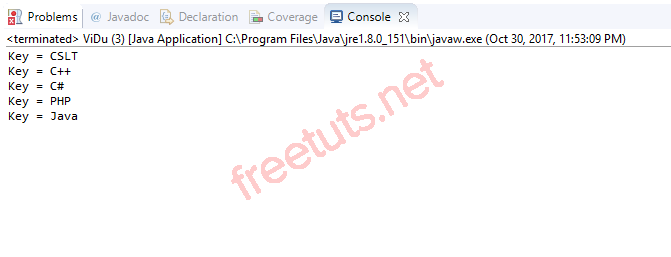 Problems @ Javadoc Declaration Coverage Console
<terminated> ViDu (3) [Java Application] C:\Program Files\Java\jre1.8.0_151\bin\javaw.exe (Oct 30, 2017, 11:53:09 PM)
Key = CSLT
Key = C++
Key = C#
Key = PHP
Key = Java
freetuts.net